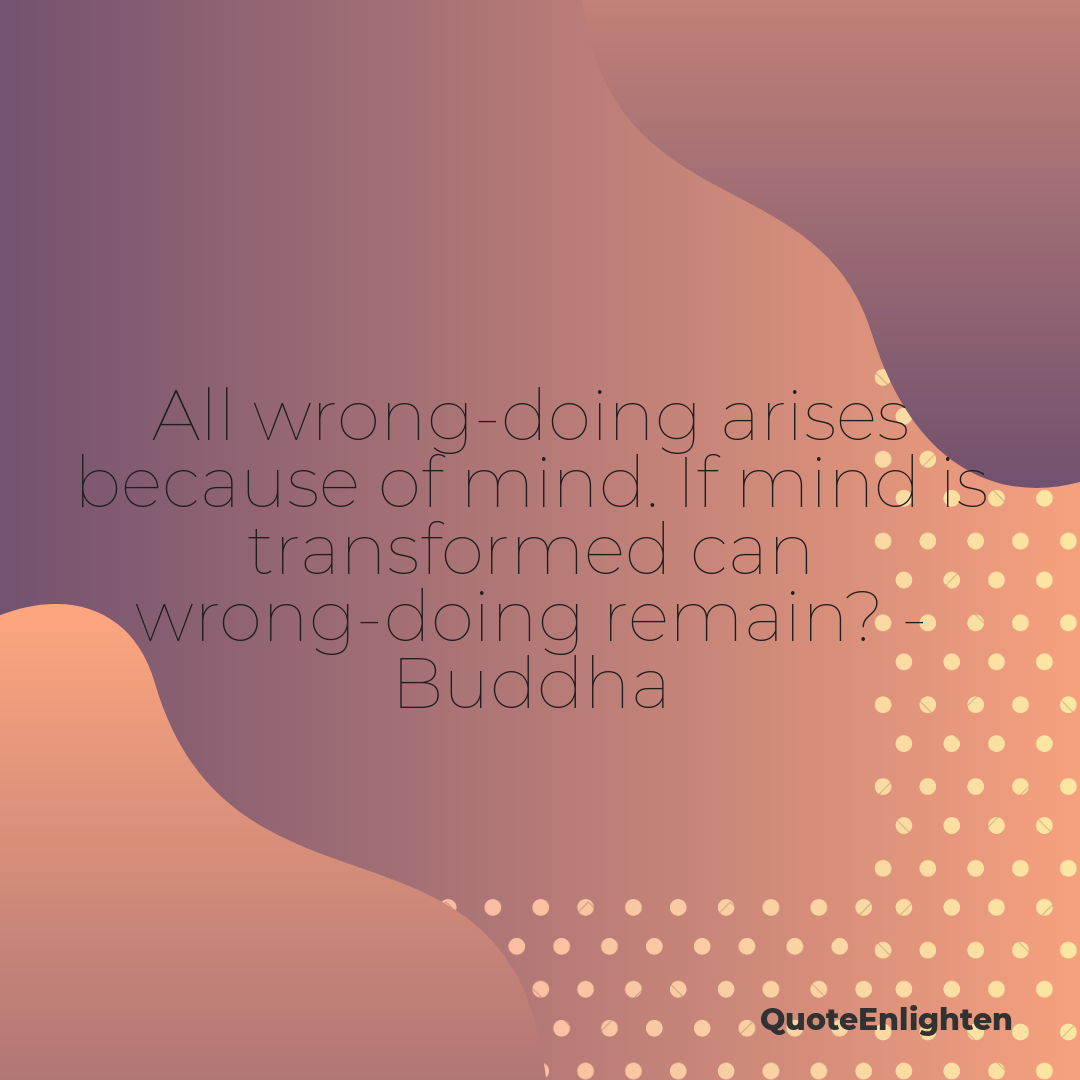 All wrong-doing arises
because of mind. If mind is
transformed can
wrong-doing remain? -
Buddha
QuoteEnlighten